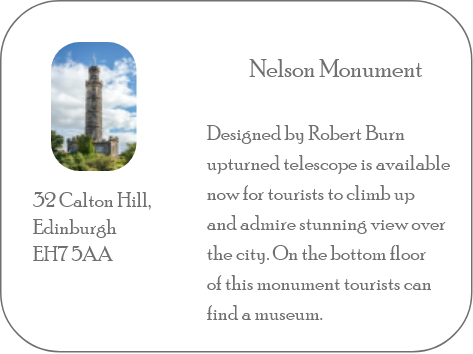 Nelson Monument
32 Calton Hill,
Edinburgh
EH7 5AA
Designed by Robert Burn
upturned telescope is available
now for tourists to climb up
and admire stunning view over
the city. On the bottom floor
of this monument tourists can
find a museum.